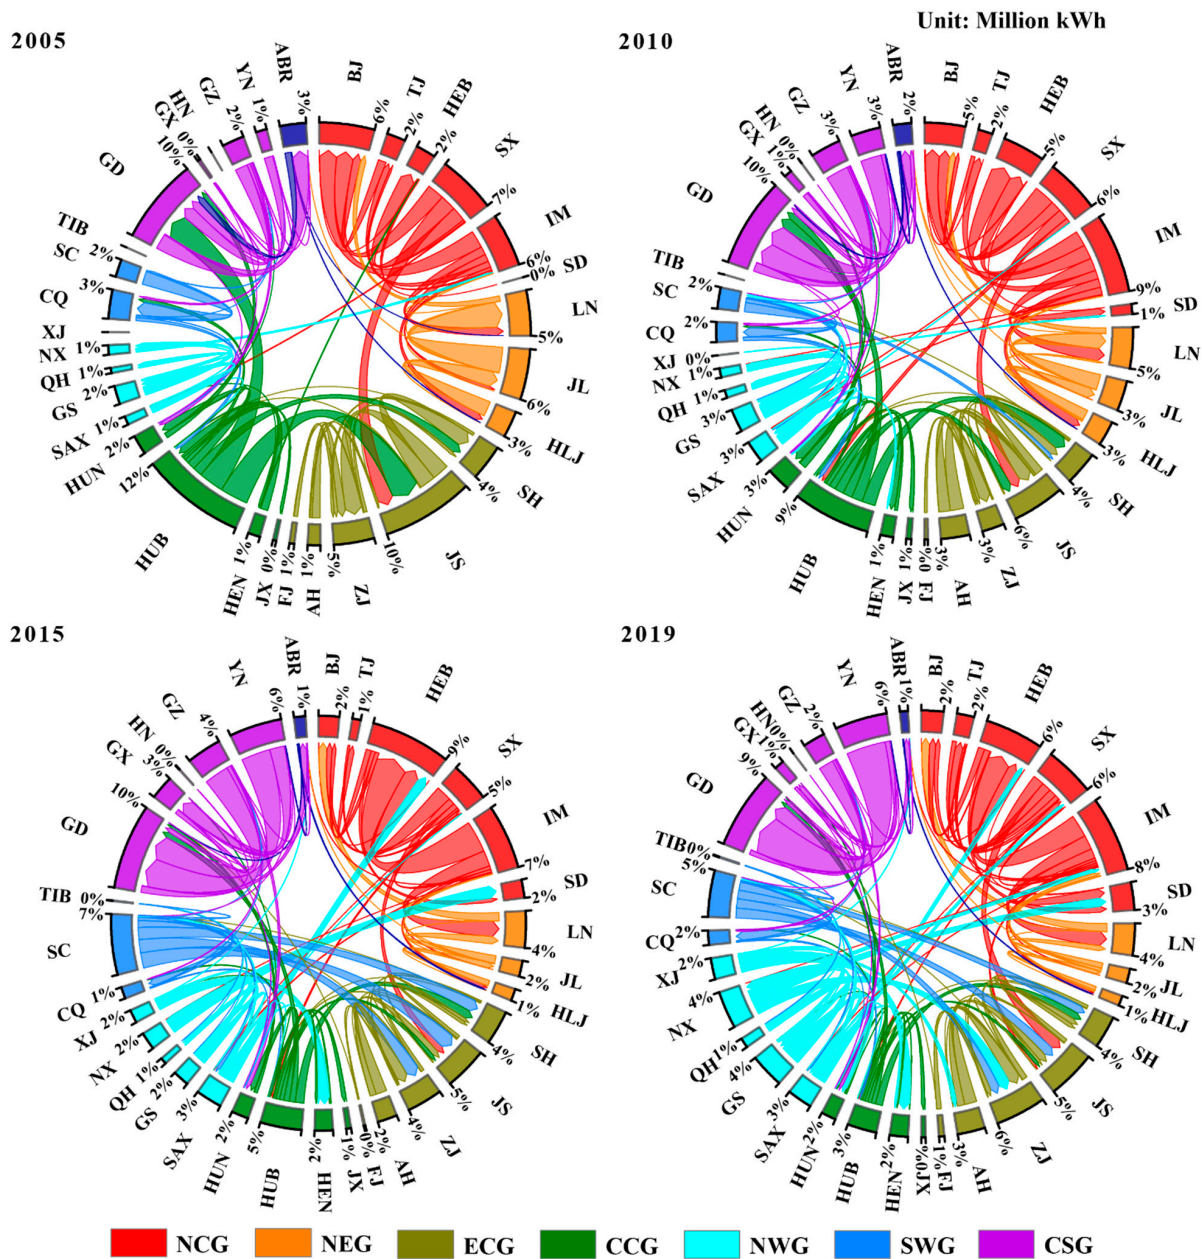 Unit: Million kWh
2005
BJ
6%
TJ
2%
HEB
2%
SX
7%
IM
6%
SD
0%
LN
5%
JL
6%
HLJ
3%
SH
4%
JS
10%
ZJ
5%
AH
1%
FJ
1%
JX
0%
HEN
1%
HUB
12%
HUN
2%
SAX
1%
GS
2%
QH
1%
NX
1%
XJ
CQ
3%
SC
2%
TIB
GD
10%
GX
0%
HN
GZ
2%
YN
1%
ABR
3%
2010
BJ
5%
TJ
2%
HEB
5%
SX
6%
IM
9%
SD
1%
LN
5%
JL
3%
HLJ
3%
SH
4%
JS
6%
ZJ
3%
AH
3%
FJ
0%
JX
1%
HEN
1%
HUB
9%
HUN
3%
SAX
3%
GS
3%
QH
1%
NX
1%
XJ
0%
CQ
2%
SC
2%
TIB
GD
10%
GX
1%
HN
0%
GZ
3%
YN
3%
ABR
2%
2015
BJ
2%
TJ
1%
HEB
9%
SX
5%
IM
7%
SD
2%
LN
4%
JL
2%
HLJ
1%
SH
4%
JS
5%
ZJ
4%
AH
2%
FJ
0%
JX
1%
HEN
2%
HUB
5%
HUN
2%
SAX
3%
GS
2%
QH
1%
NX
2%
XJ
2%
CQ
1%
SC
7%
TIB
0%
GD
10%
GX
3%
HN
0%
GZ
4%
YN
6%
ABR
1%
2019
BJ
2%
TJ
2%
HEB
6%
SX
6%
IM
8%
SD
3%
LN
4%
JL
2%
HLJ
1%
SH
4%
JS
5%
ZJ
6%
AH
3%
FJ
1%
JX
0%
HEN
2%
HUB
3%
HUN
2%
SAX
3%
GS
4%
QH
1%
NX
4%
XJ
2%
CQ
2%
SC
5%
TIB
0%
GD
9%
GX
1%
HN
0%
GZ
2%
YN
6%
ABR
1%
NCG
NEG
ECG
CCG
NWG
SWG
CSG